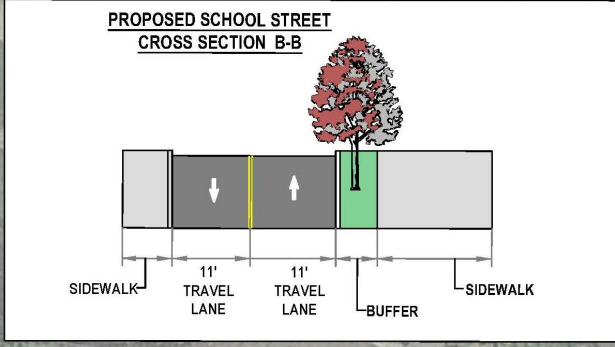 PROPOSED SCHOOL STREET
CROSS SECTION B-B
SIDEWALK
11'
TRAVEL
LANE
11'
TRAVEL
LANE
BUFFER
SIDEWALK